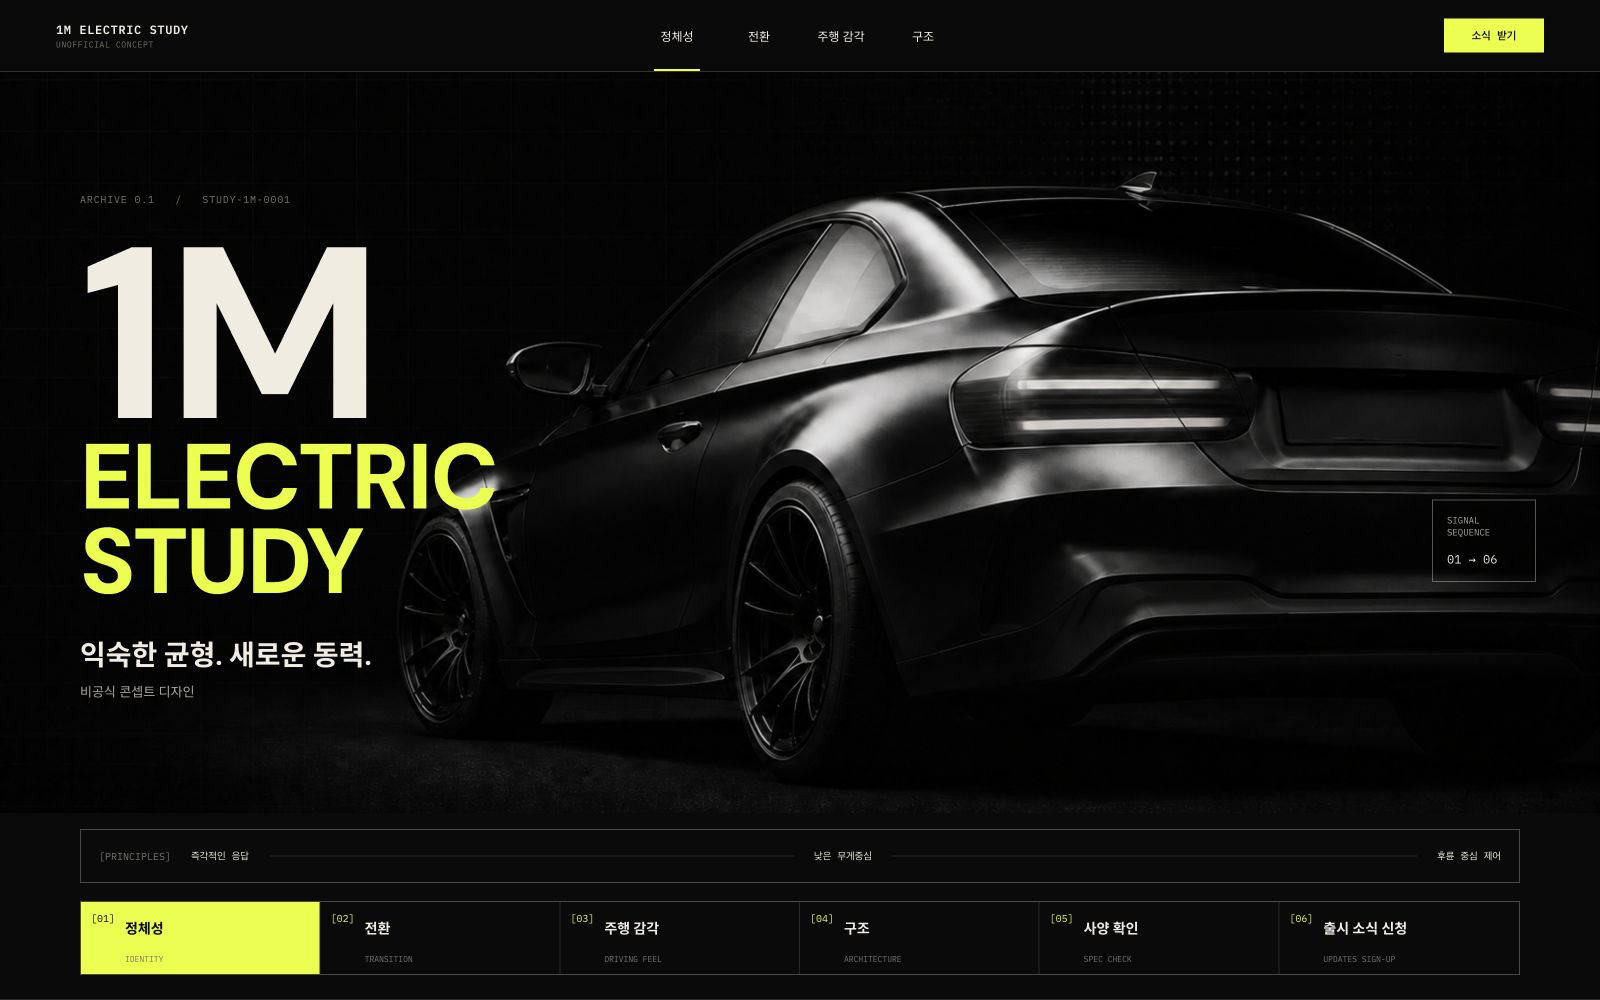 1M ELECTRIC STUDY
UNOFFICIAL CONCEPT
정체성
전환
주행 감각
구조
소식 받기
ARCHIVE 0.1 / STUDY-1M-0001
1M
ELECTRIC
STUDY
익숙한 균형. 새로운 동력.
비공식 콘셉트 디자인
SIGNAL
SEQUENCE
01 → 06
[PRINCIPLES] 즉각적인 응답 낮은 무게중심 후륜 중심 제어
[01] 정체성
IDENTITY
[02] 전환
TRANSITION
[03] 주행 감각
DRIVING FEEL
[04] 구조
ARCHITECTURE
[05] 사양 확인
SPEC CHECK
[06] 출시 소식 신청
UPDATES SIGN-UP